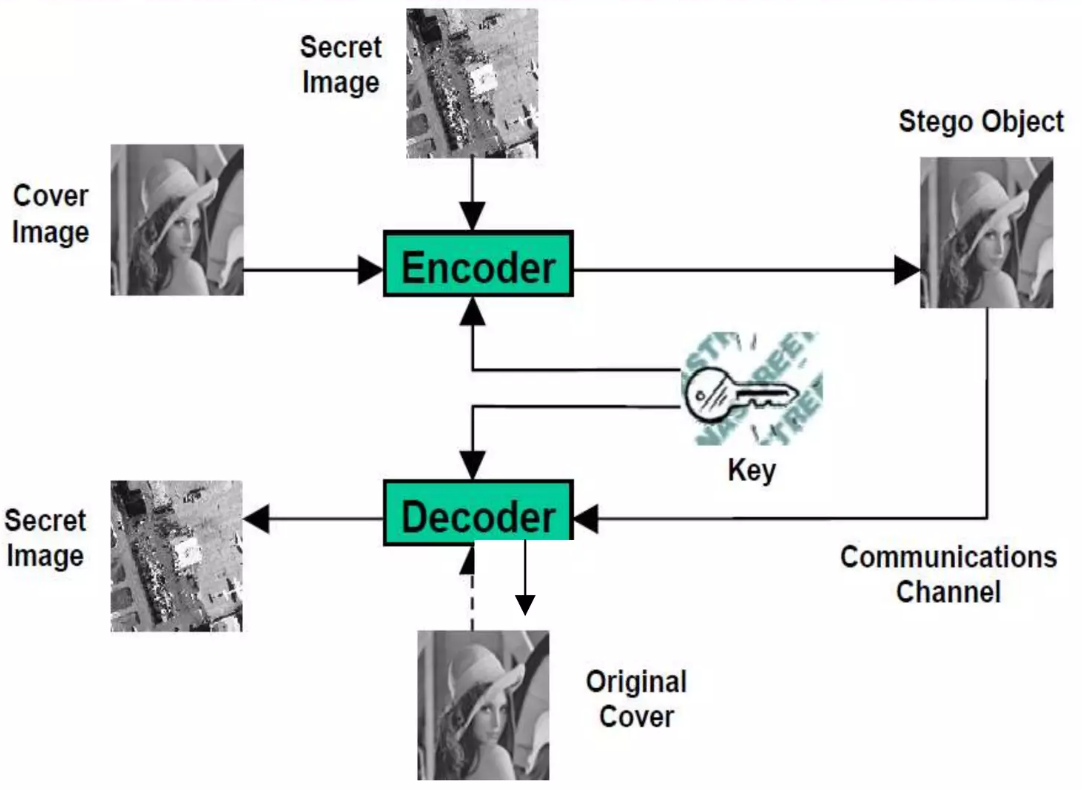 Secret
Image
Stego Object
Cover
Image
Encoder
Key
Secret
Image
Decoder
Communications
Channel
Original
Cover